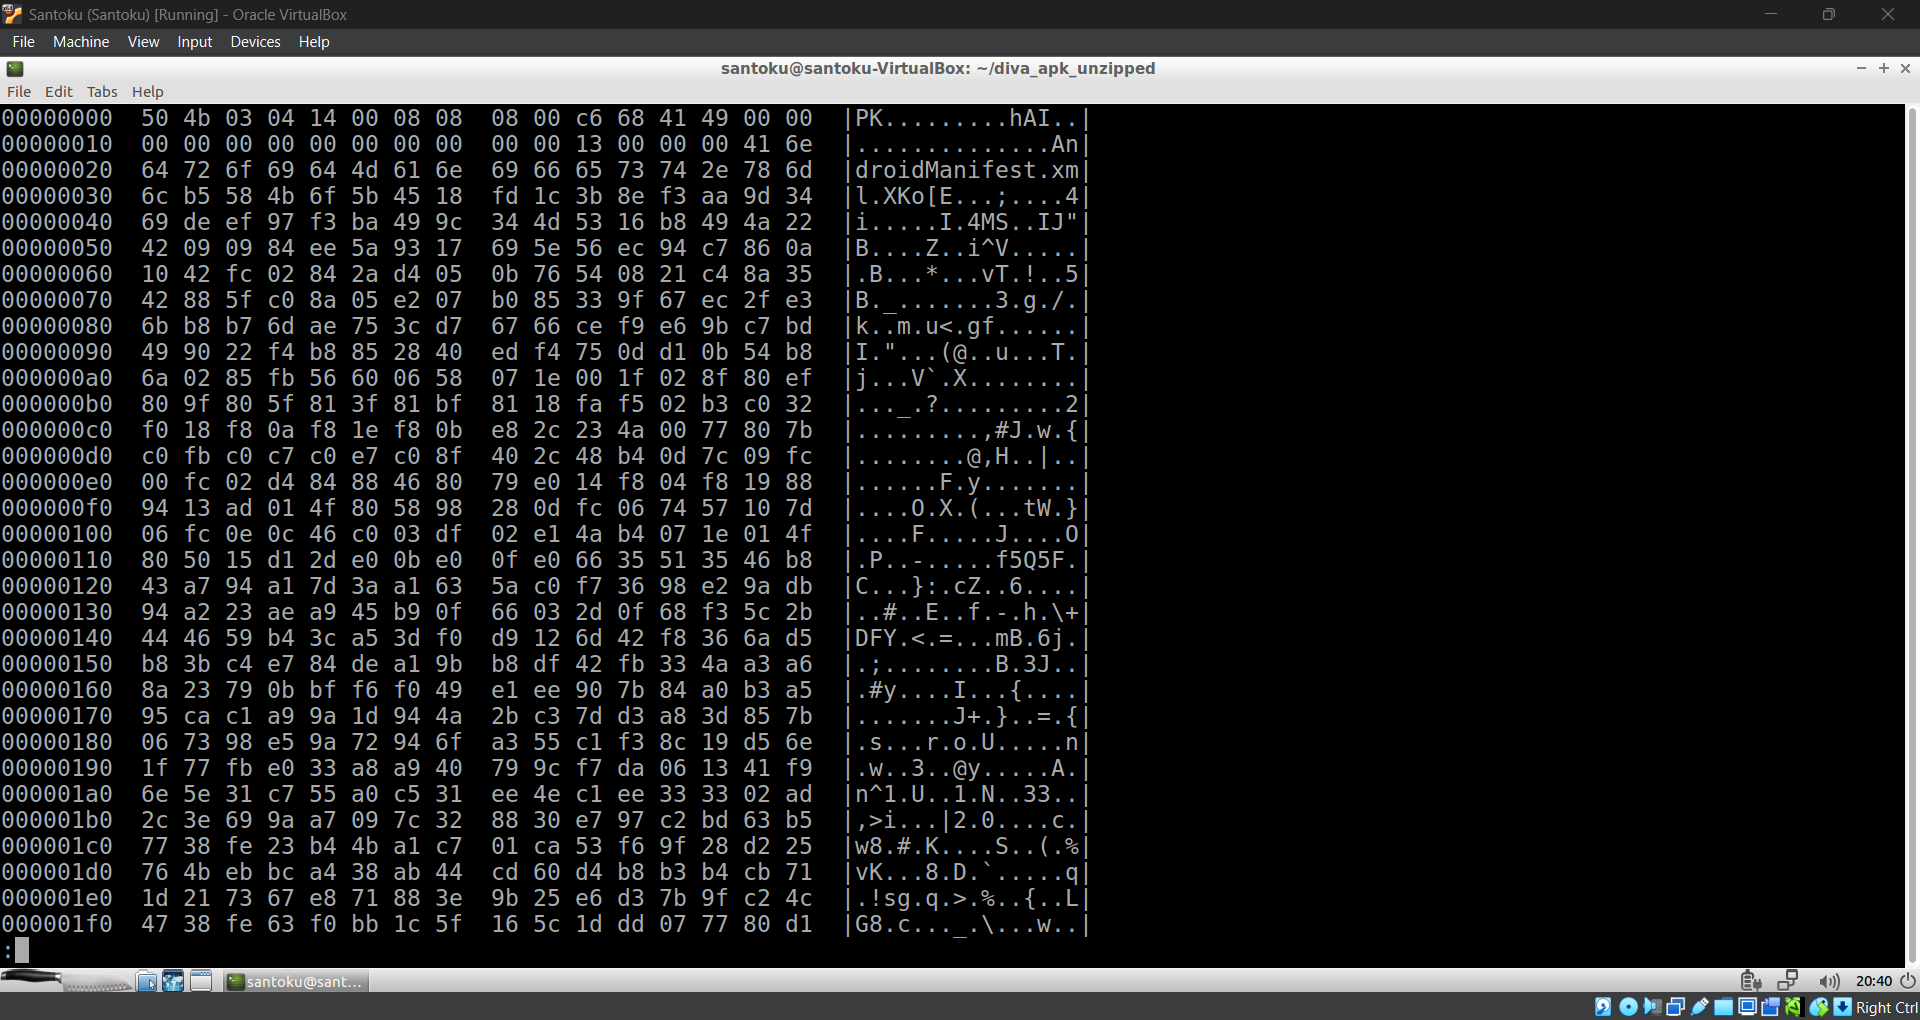 Santoku (Santoku) [Running] - Oracle VirtualBox
File Machine View Input Devices Help
santoku@santoku-VirtualBox: ~/diva_apk_unzipped
File Edit Tabs Help
00000000  50 4b 03 04 14 00 08 08  08 00 c6 68 41 49 00 00  |PK.........hAI..|
00000010  00 00 00 00 00 00 00 00  00 00 13 00 00 00 41 6e  |..............An|
00000020  64 72 6f 69 64 4d 61 6e  69 66 65 73 74 2e 78 6d  |droidManifest.xm|
00000030  6c b5 58 4b 6f 5b 45 18  fd 1c 3b 8e f3 aa 9d 34  |l.XKo[E...;....4|
00000040  69 de ef 97 f3 ba 49 9c  34 4d 53 16 b8 49 4a 22  |i.....I.4MS..IJ"|
00000050  42 09 09 84 ee 5a 93 17  69 5e 56 ec 94 c7 86 0a  |B....Z..i^V.....|
00000060  10 42 fc 02 84 2a d4 05  0b 76 54 08 21 c4 8a 35  |.B...*...vT.!..5|
00000070  42 88 5f c0 8a 05 e2 07  b0 85 33 9f 67 ec 2f e3  |B._.......3.g./.|
00000080  6b b8 b7 6d ae 75 3c d7  67 66 ce f9 e6 9b c7 bd  |k..m.u<.gf......|
00000090  49 90 22 f4 b8 85 28 40  ed f4 75 0d d1 0b 54 b8  |I."...(@..u...T.|
000000a0  6a 02 85 fb 56 60 06 58  07 1e 00 1f 02 8f 80 ef  |j...V`.X........|
000000b0  80 9f 80 5f 81 3f 81 bf  81 18 fa f5 02 b3 c0 32  |..._.?.........2|
000000c0  f0 18 f8 0a f8 1e f8 0b  e8 2c 23 4a 00 77 80 7b  |.........,#J.w.{|
000000d0  c0 fb c0 c7 c0 e7 c0 8f  40 2c 48 b4 0d 7c 09 fc  |........@,H..|..|
000000e0  00 fc 02 d4 84 88 46 80  79 e0 14 f8 04 f8 19 88  |......F.y.......|
000000f0  94 13 ad 01 4f 80 58 98  28 0d fc 06 74 57 10 7d  |....O.X.(...tW.}|
00000100  06 fc 0e 0c 46 c0 03 df  02 e1 4a b4 07 1e 01 4f  |....F.....J....O|
00000110  80 50 15 d1 2d e0 0b e0  0f e0 66 35 51 35 46 b8  |.P..-.....f5Q5F.|
00000120  43 a7 94 a1 7d 3a a1 63  5a c0 f7 36 98 e2 9a db  |C...}:.cZ..6....|
00000130  94 a2 23 ae a9 45 b9 0f  66 03 2d 0f 68 f3 5c 2b  |..#..E..f.-.h.\+|
00000140  44 46 59 b4 3c a5 3d f0  d9 12 6d 42 f8 36 6a d5  |DFY.<.=...mB.6j.|
00000150  b8 3b c4 e7 84 de a1 9b  b8 df 42 fb 33 4a a3 a6  |.;........B.3J..|
00000160  8a 23 79 0b bf f6 f0 49  e1 ee 90 7b 84 a0 b3 a5  |.#y....I...{....|
00000170  95 ca c1 a9 9a 1d 94 4a  2b c3 7d d3 a8 3d 85 7b  |.......J+.}..=.{|
00000180  06 73 98 e5 9a 72 94 6f  a3 55 c1 f3 8c 19 d5 6e  |.s...r.o.U.....n|
00000190  1f 77 fb e0 33 a8 a9 40  79 9c f7 da 06 13 41 f9  |.w..3..@y.....A.|
000001a0  6e 5e 31 c7 55 a0 c5 31  ee 4e c1 ee 33 33 02 ad  |n^1.U..1.N..33..|
000001b0  2c 3e 69 9a a7 09 7c 32  88 30 e7 97 c2 bd 63 b5  |,>i...|2.0....c.|
000001c0  77 38 fe 23 b4 4b a1 c7  01 ca 53 f6 9f 28 d2 25  |w8.#.K....S..(.%|
000001d0  76 4b eb bc a4 38 ab 44  cd 60 d4 b8 b3 b4 cb 71  |vK...8.D.`.....q|
000001e0  1d 21 73 67 e8 71 88 3e  9b 25 e6 d3 7b 9f c2 4c  |.!sg.q.>.%..{..L|
000001f0  47 38 fe 63 f0 bb 1c 5f  16 5c 1d dd 07 77 80 d1  |G8.c..._.\...w..|
:
santoku@sant...
20:40
Right Ctrl